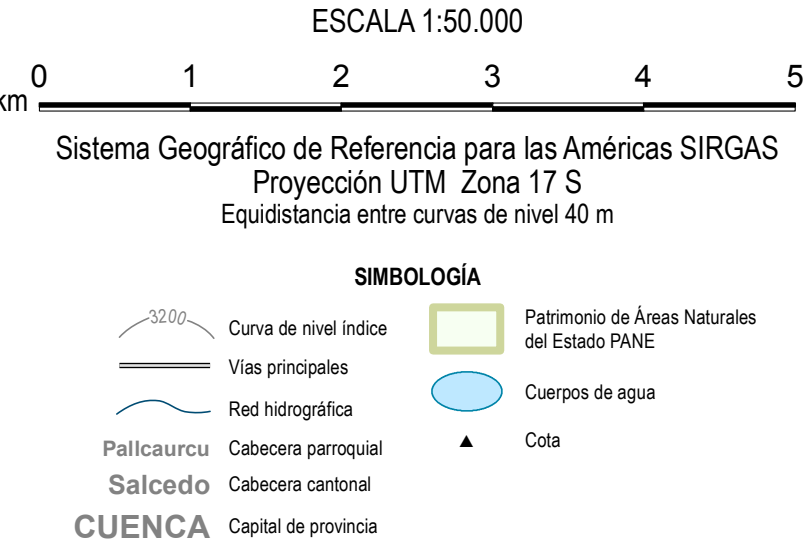 ESCALA 1:50.000
0 1 2 3 4 5
km
Sistema Geográfico de Referencia para las Américas SIRGAS
Proyección UTM Zona 17 S
Equidistancia entre curvas de nivel 40 m
SIMBOLOGÍA
3200 Curva de nivel índice
Vías principales
Red hidrográfica
Pallcaurcu Cabecera parroquial
Salcedo Cabecera cantonal
CUENCA Capital de provincia
Patrimonio de Áreas Naturales
del Estado PANE
Cuerpos de agua
Cota